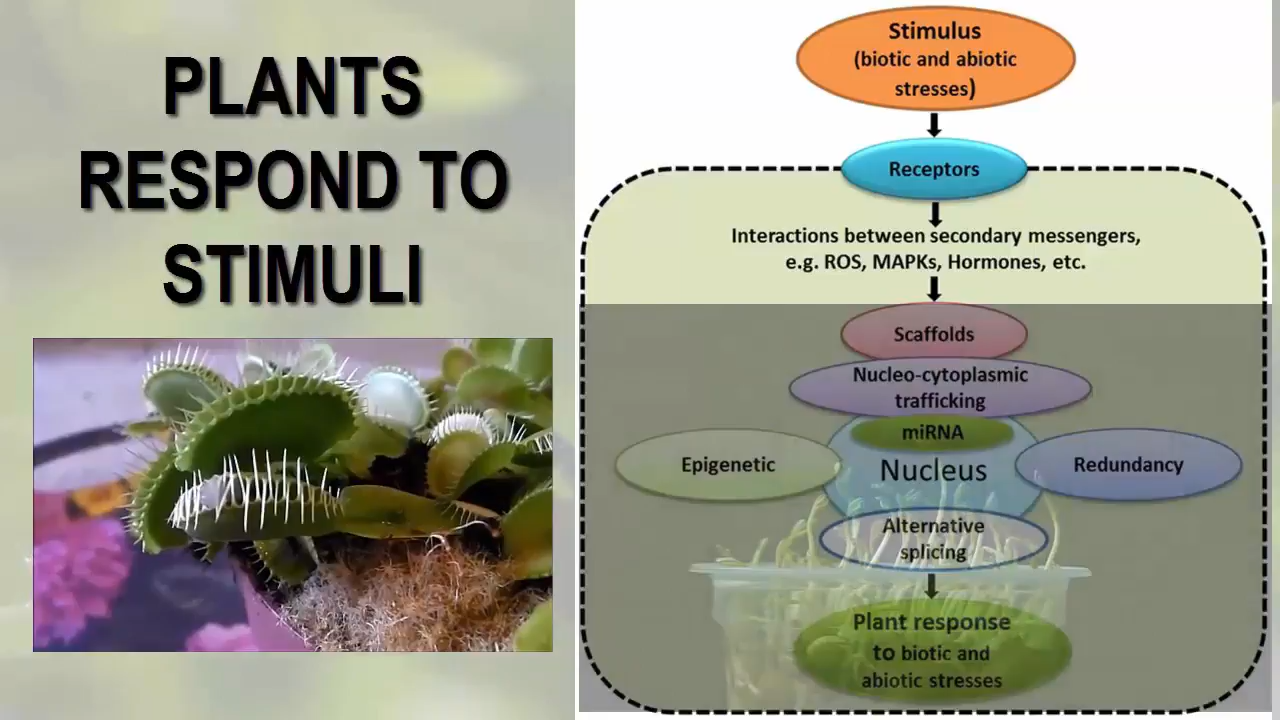 PLANTS
RESPOND TO
STIMULI
Stimulus
(biotic and abiotic
stresses)
Receptors
Interactions between secondary messengers,
e.g. ROS, MAPKs, Hormones, etc.
Scaffolds
Nucleo-cytoplasmic
trafficking
miRNA
Epigenetic
Nucleus
Redundancy
Alternative
splicing
Plant response
to biotic and
abiotic stresses